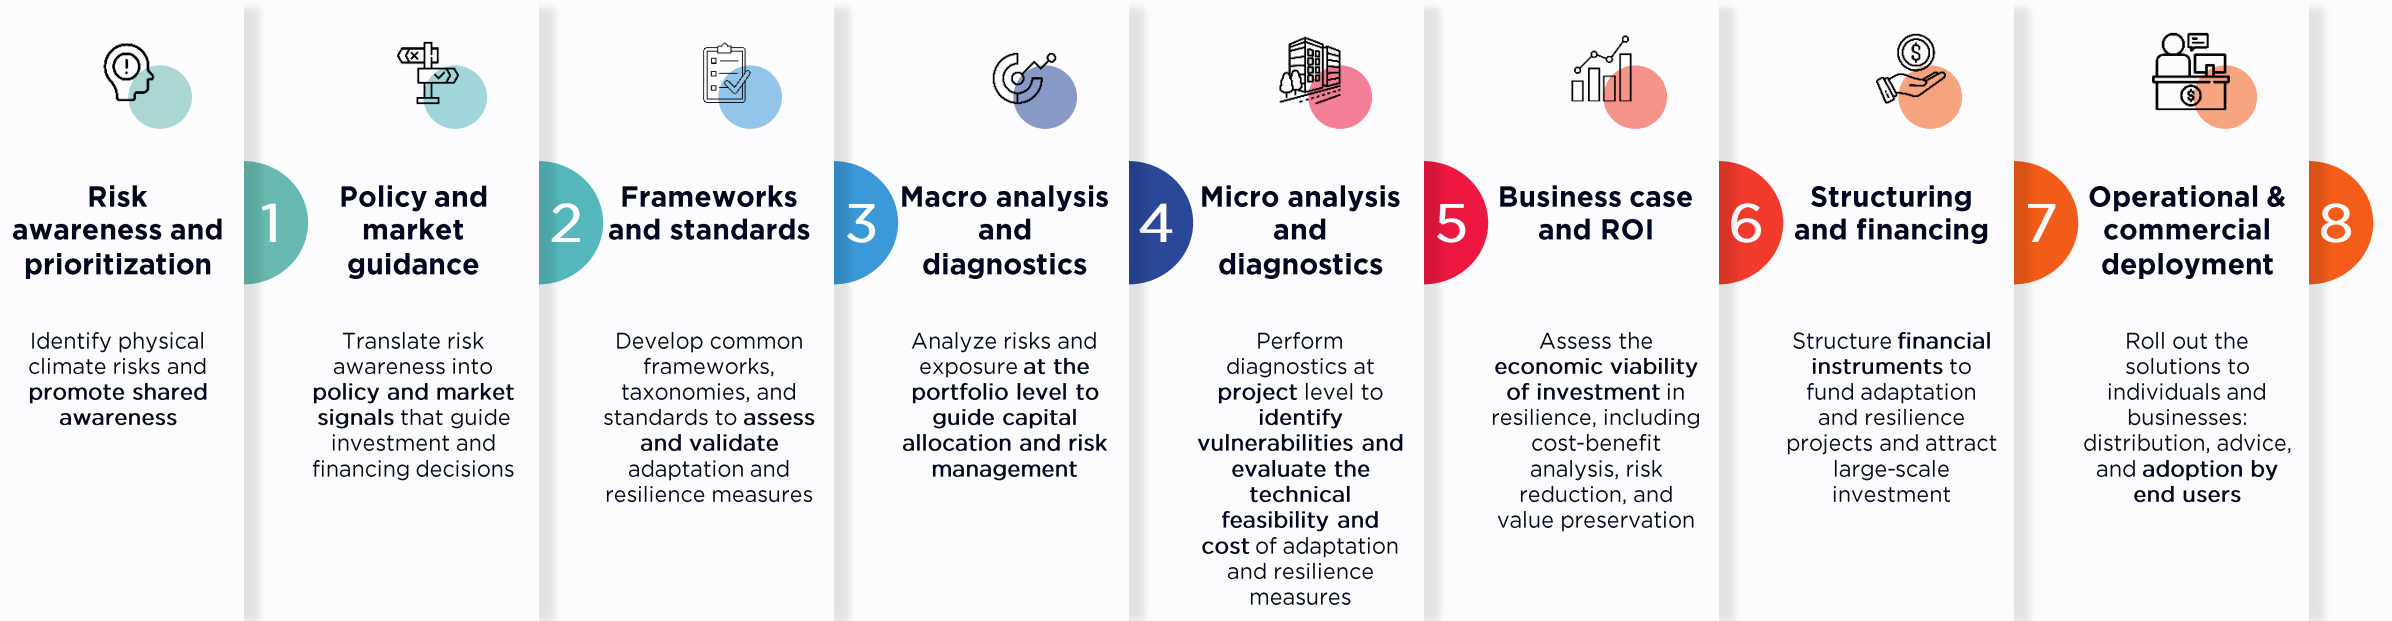 Risk
awareness and
prioritization
Identify physical
climate risks and
promote shared
awareness
1
Policy and
market
guidance
Translate risk
awareness into
policy and market
signals that guide
investment and
financing decisions
2
Frameworks
and standards
Develop common
frameworks,
taxonomies, and
standards to assess
and validate
adaptation and
resilience measures
3
Macro analysis
and
diagnostics
Analyze risks and
exposure at the
portfolio level to
guide capital
allocation and risk
management
4
Micro analysis
and
diagnostics
Perform
diagnostics at
project level to
identify
vulnerabilities and
evaluate the
technical
feasibility and
cost of adaptation
and resilience
measures
5
Business case
and ROI
Assess the
economic viability
of investment in
resilience, including
cost-benefit
analysis, risk
reduction, and
value preservation
6
Structuring
and financing
Structure financial
instruments to
fund adaptation
and resilience
projects and attract
large-scale
investment
7
Operational &
commercial
deployment
Roll out the
solutions to
individuals and
businesses:
distribution, advice,
and adoption by
end users
8